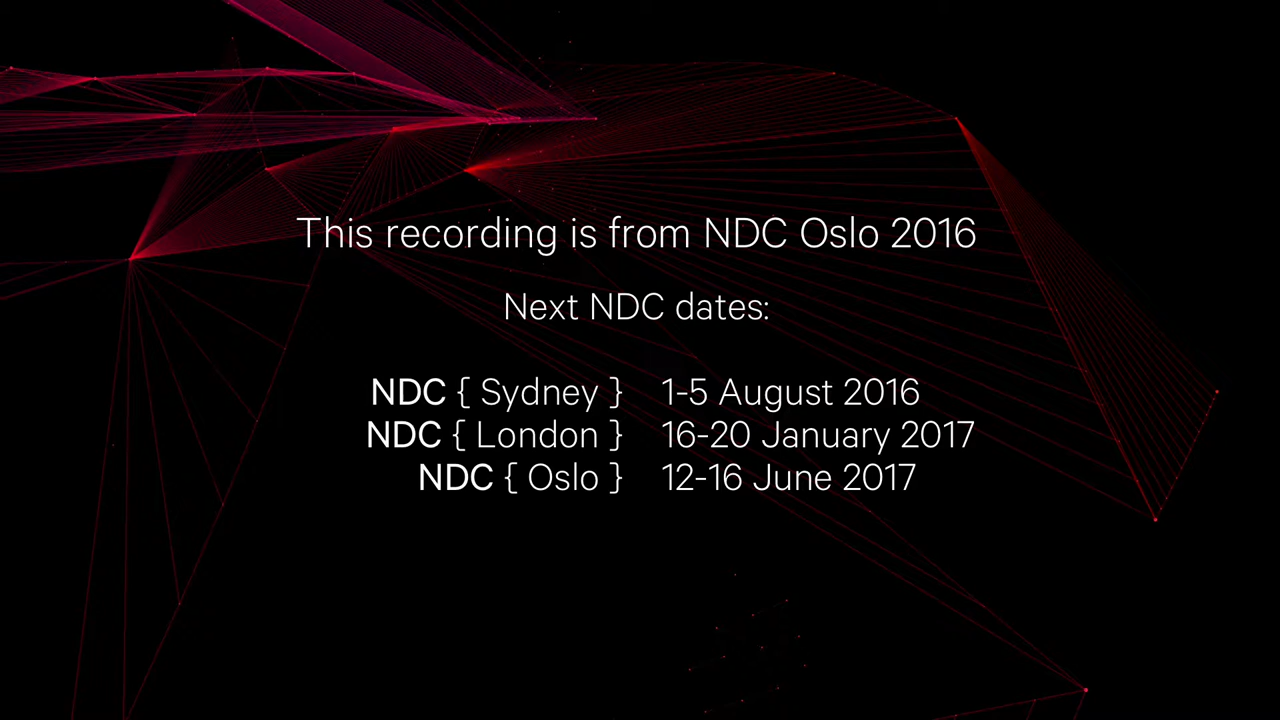 This recording is from NDC Oslo 2016
Next NDC dates:
NDC { Sydney } 1-5 August 2016
NDC { London } 16-20 January 2017
NDC { Oslo } 12-16 June 2017